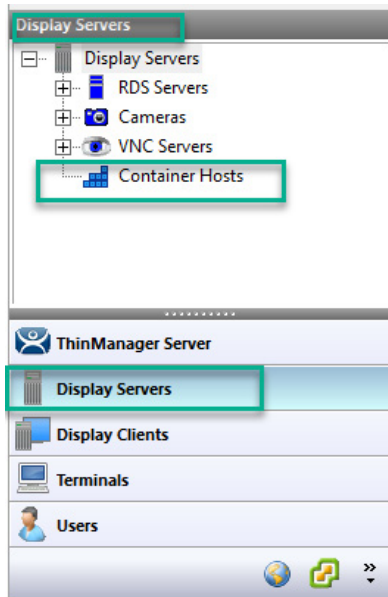 Display Servers
Display Servers
RDS Servers
Cameras
VNC Servers
Container Hosts
ThinManager Server
Display Servers
Display Clients
Terminals
Users